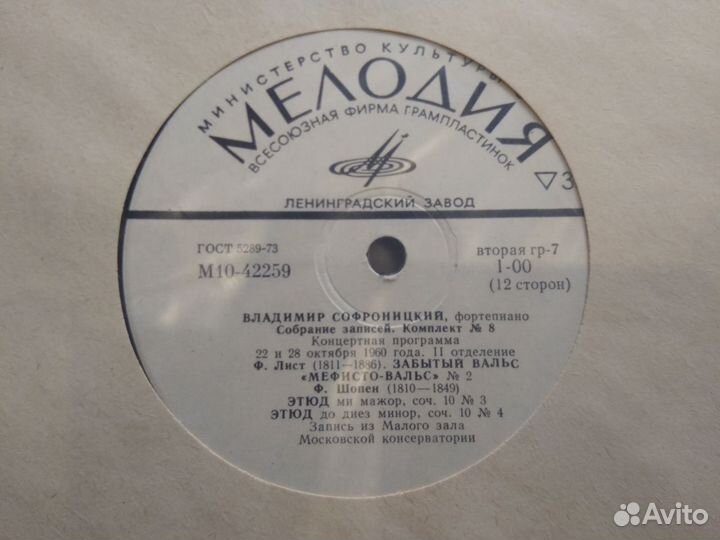 МИНИСТЕРСТВО КУЛЬТУРЫ
МЕЛОДИЯ
ВСЕСОЮЗНАЯ ФИРМА ГРАМПЛАСТИНОК
ЛЕНИНГРАДСКИЙ ЗАВОД
▽3
ГОСТ 5289-73
М10-42259
вторая гр-7
1-00
(12 сторон)
ВЛАДИМИР СОФРОНИЦКИЙ, фортепиано
Собрание записей. Комплект № 8
Концертная программа
22 и 28 октября 1960 года. II отделение
Ф. Лист (1811—1886). ЗАБЫТЫЙ ВАЛЬС
«МЕФИСТО-ВАЛЬС» № 2
Ф. Шопен (1810—1849)
ЭТЮД ми мажор, соч. 10 № 3
ЭТЮД до диез минор, соч. 10 № 4
Запись из Малого зала
Московской консерватории
Avito